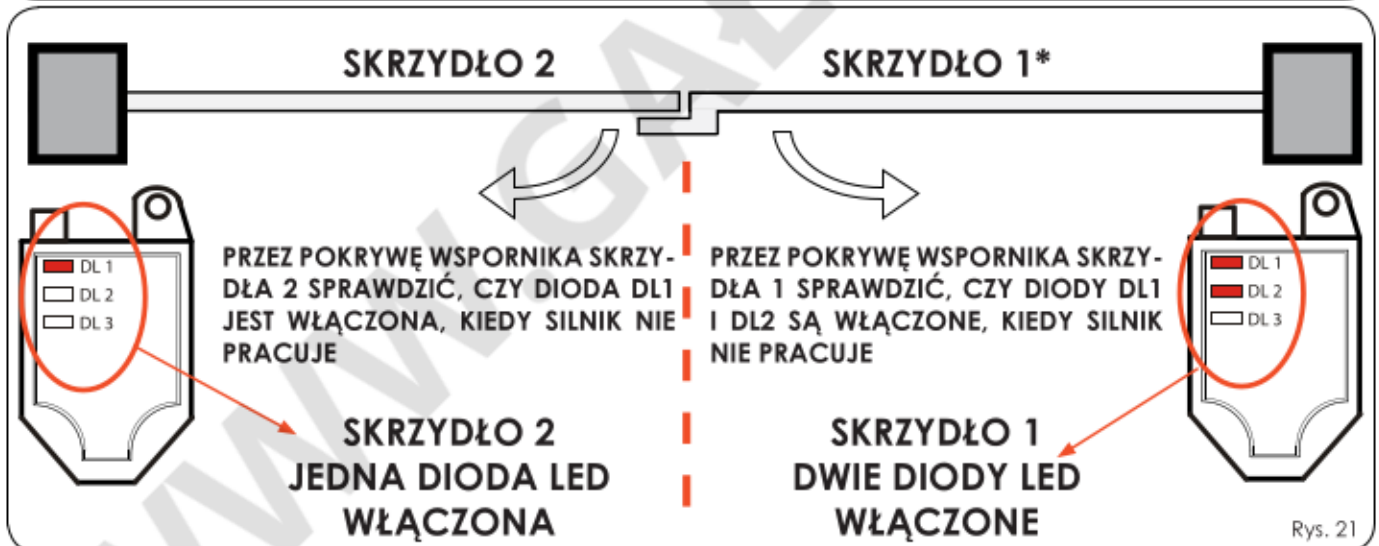 SKRZYDŁO 2
SKRZYDŁO 1*
DL 1
DL 2
DL 3
PRZEZ POKRYWĘ WSPORNIKA SKRZY-
DŁA 2 SPRAWDZIĆ, CZY DIODA DL1
JEST WŁĄCZONA, KIEDY SILNIK NIE
PRACUJE
PRZEZ POKRYWĘ WSPORNIKA SKRZY-
DŁA 1 SPRAWDZIĆ, CZY DIODY DL1
I DL2 SĄ WŁĄCZONE, KIEDY SILNIK
NIE PRACUJE
DL 1
DL 2
DL 3
SKRZYDŁO 2
JEDNA DIODA LED
WŁĄCZONA
SKRZYDŁO 1
DWIE DIODY LED
WŁĄCZONE
Rys. 21